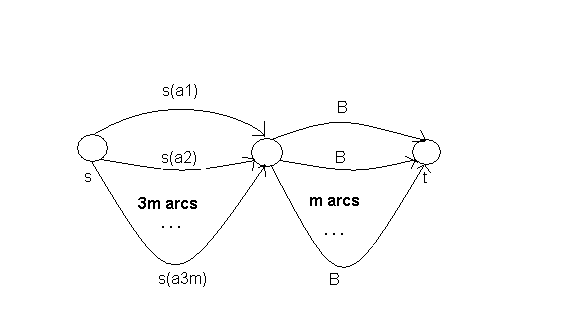 s(a1)
B
s
s(a2)
B
t
3m arcs
m arcs
. . .
. . .
s(a3m)
B